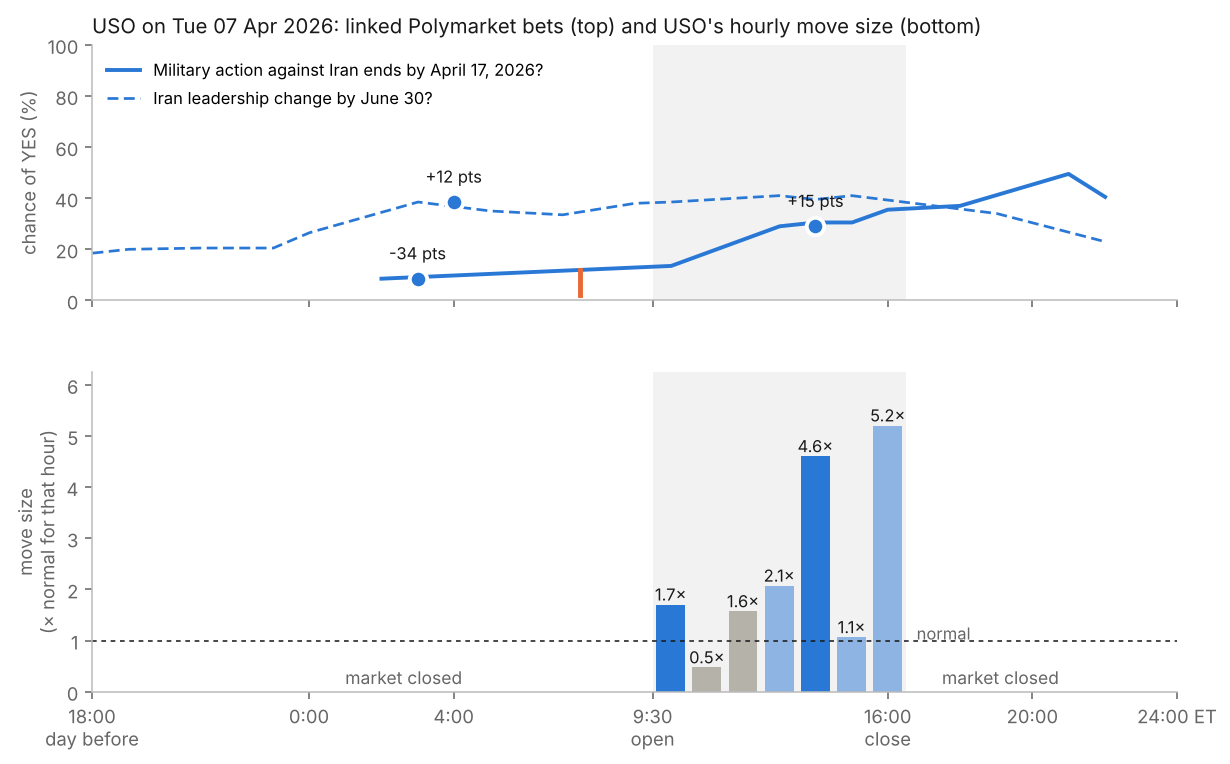 USO on Tue 07 Apr 2026: linked Polymarket bets (top) and USO's hourly move size (bottom)
100
80
60
40
20
0
chance of YES (%)
Military action against Iran ends by April 17, 2026?
Iran leadership change by June 30?
+12 pts
-34 pts
+15 pts
6
5
4
3
2
1
0
move size
(× normal for that hour)
1.7×
0.5×
1.6×
2.1×
4.6×
1.1×
5.2×
normal
market closed
market closed
18:00
day before
0:00
4:00
9:30
open
16:00
close
20:00
24:00 ET